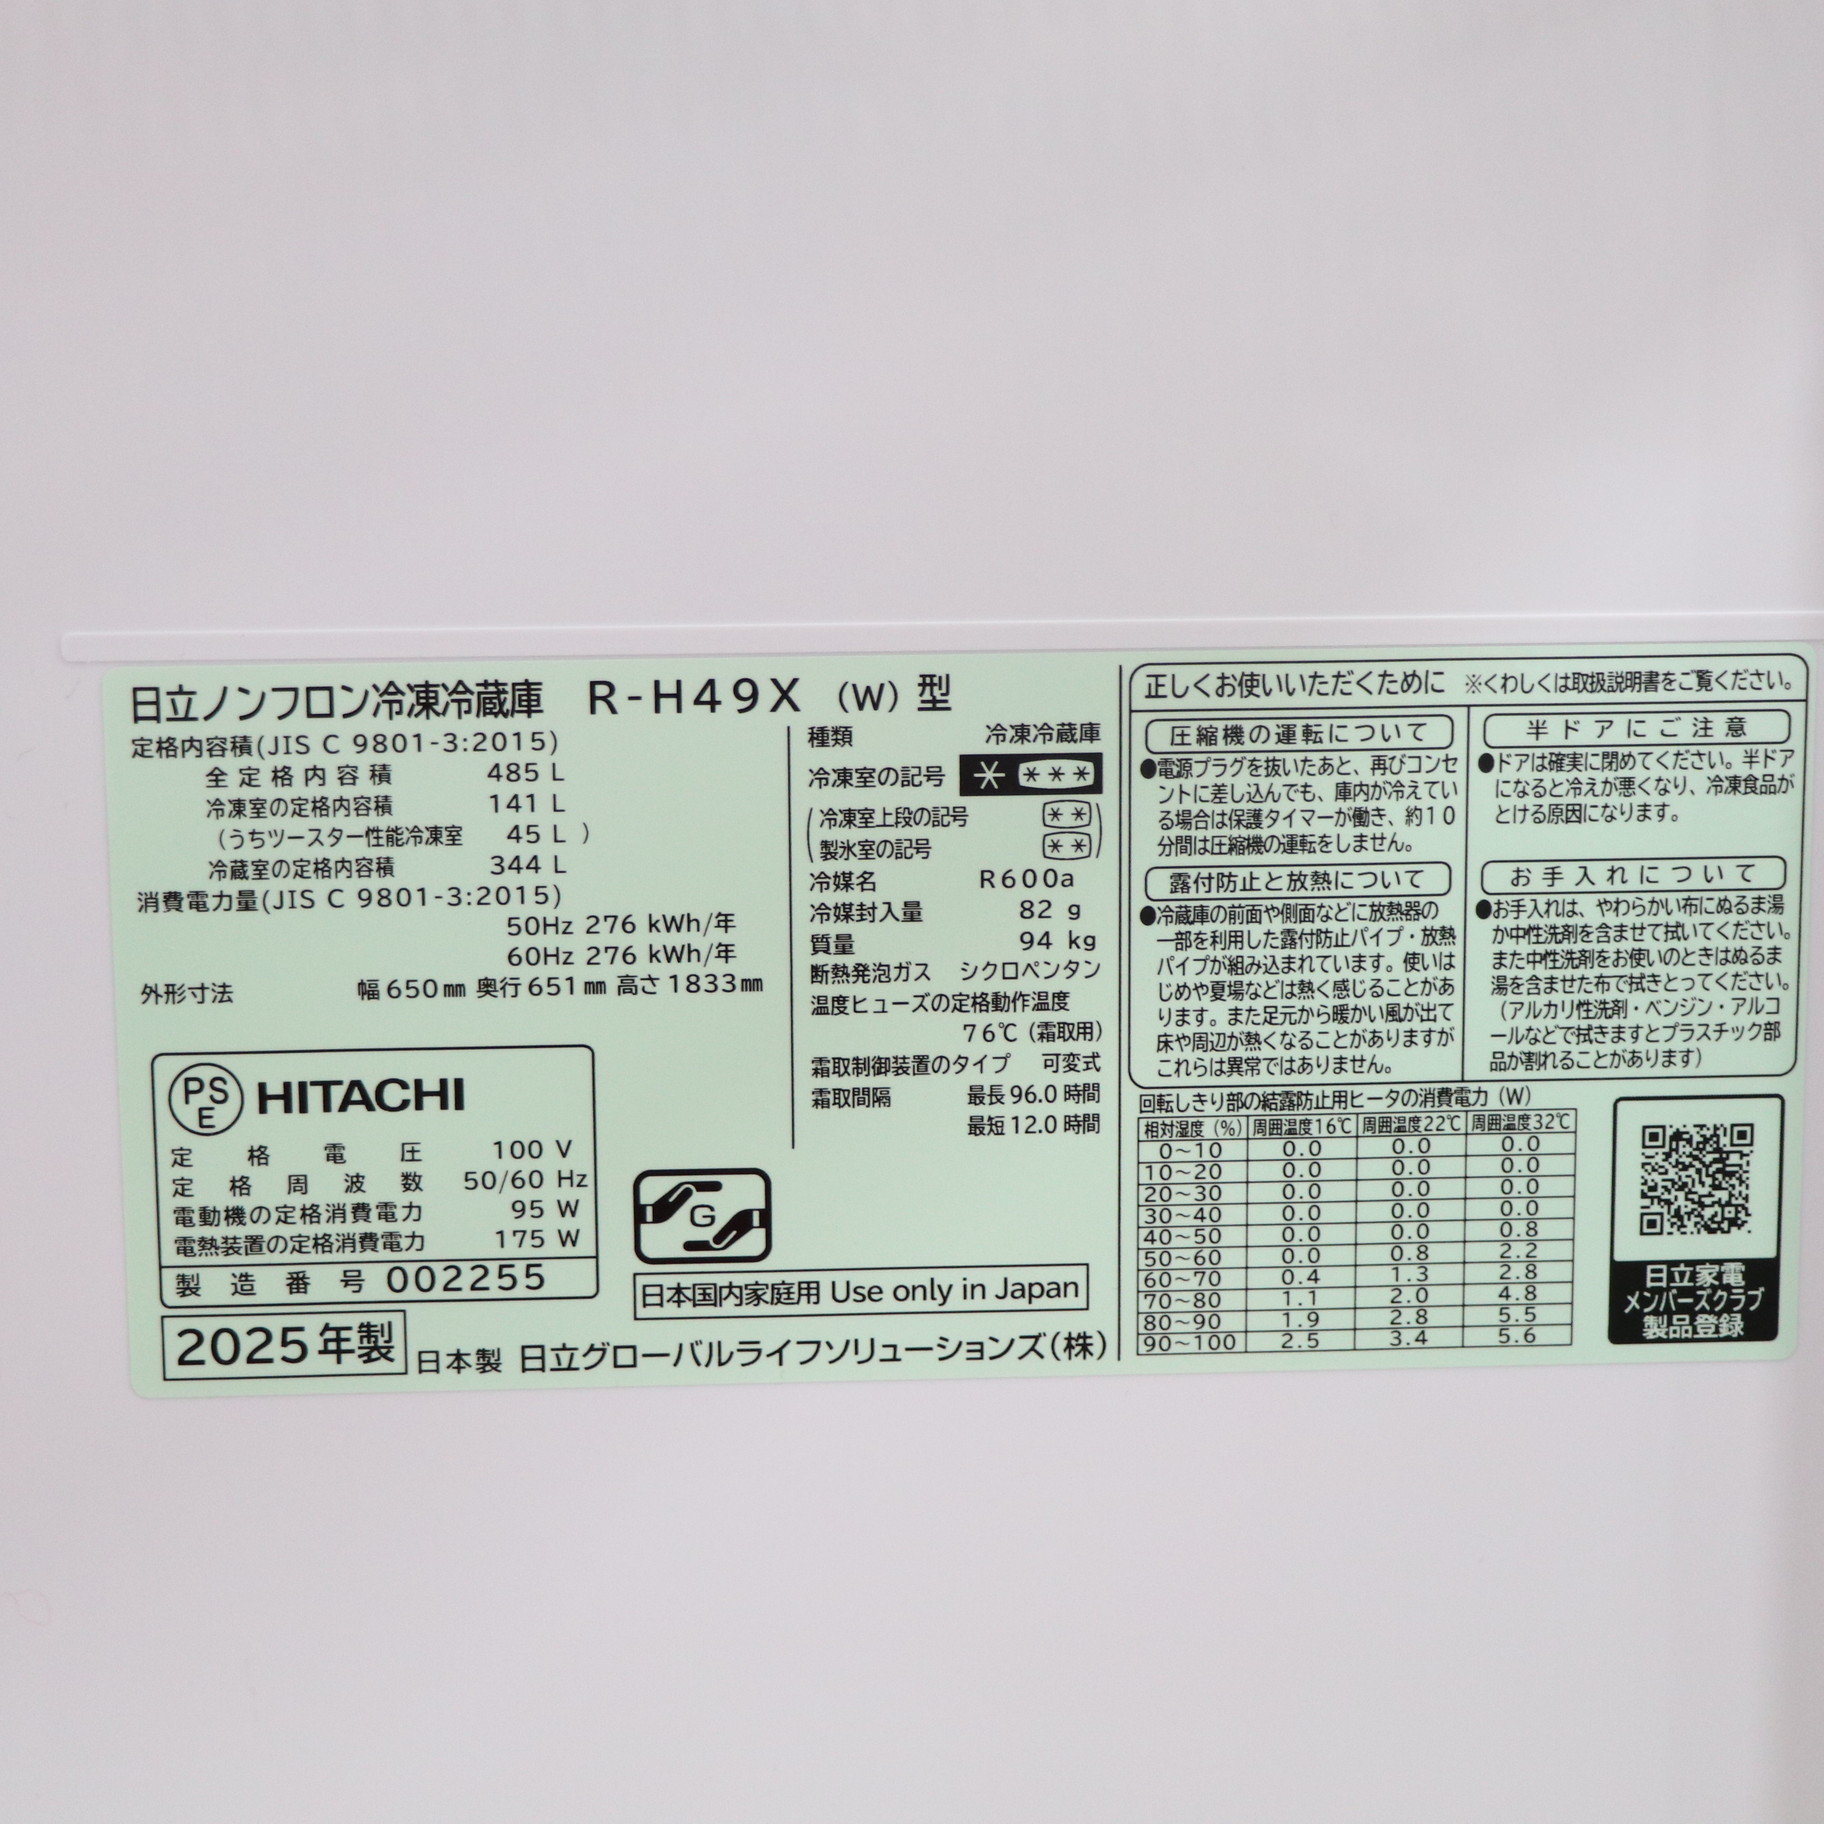 日立ノンフロン冷凍冷蔵庫 R-H49X (W) 型
定格内容積(JIS C 9801-3:2015)
全定格内容積 485 L
冷凍室の定格内容積 141 L
(うちツースター性能冷凍室 45 L )
冷蔵室の定格内容積 344 L
消費電力量(JIS C 9801-3:2015)
50Hz 276 kWh/年
60Hz 276 kWh/年
外形寸法 幅650㎜ 奥行651㎜ 高さ1833㎜
PS
E
HITACHI
定格電圧 100 V
定格周波数 50/60 Hz
電動機の定格消費電力 95 W
電熱装置の定格消費電力 175 W
製造番号 002255
2025年製
日本製 日立グローバルライフソリューションズ(株)
種類 冷凍冷蔵庫
冷凍室の記号 * ***
冷凍室上段の記号 **
製氷室の記号 **
冷媒名 R600a
冷媒封入量 82 g
質量 94 kg
断熱発泡ガス シクロペンタン
温度ヒューズの定格動作温度
76℃(霜取用)
霜取制御装置のタイプ 可変式
霜取間隔 最長96.0時間
最短12.0時間
G
日本国内家庭用 Use only in Japan
正しくお使いいただくために ※くわしくは取扱説明書をご覧ください。
圧縮機の運転について
●電源プラグを抜いたあと、再びコンセ
ントに差し込んでも、庫内が冷えてい
る場合は保護タイマーが働き、約10
分間は圧縮機の運転をしません。
露付防止と放熱について
●冷蔵庫の前面や側面などに放熱器の
一部を利用した露付防止パイプ・放熱
パイプが組み込まれています。使いは
じめや夏場などは熱く感じることがあ
ります。また足元から暖かい風が出て
床や周辺が熱くなることがありますが
これらは異常ではありません。
半ドアにご注意
●ドアは確実に閉めてください。半ドア
になると冷えが悪くなり、冷凍食品が
とける原因になります。
お手入れについて
●お手入れは、やわらかい布にぬるま湯
か中性洗剤を含ませて拭いてください。
また中性洗剤をお使いのときはぬるま
湯を含ませた布で拭きとってください。
(アルカリ性洗剤・ベンジン・アルコ
ールなどで拭きますとプラスチック部
品が割れることがあります)
回転しきり部の結露防止用ヒータの消費電力(W)
相対湿度(%) 周囲温度16℃ 周囲温度22℃ 周囲温度32℃
0~10 0.0 0.0 0.0
10~20 0.0 0.0 0.0
20~30 0.0 0.0 0.0
30~40 0.0 0.0 0.0
40~50 0.0 0.0 0.8
50~60 0.0 0.8 2.2
60~70 0.4 1.3 2.8
70~80 1.1 2.0 4.8
80~90 1.9 2.8 5.5
90~100 2.5 3.4 5.6
日立家電
メンバーズクラブ
製品登録